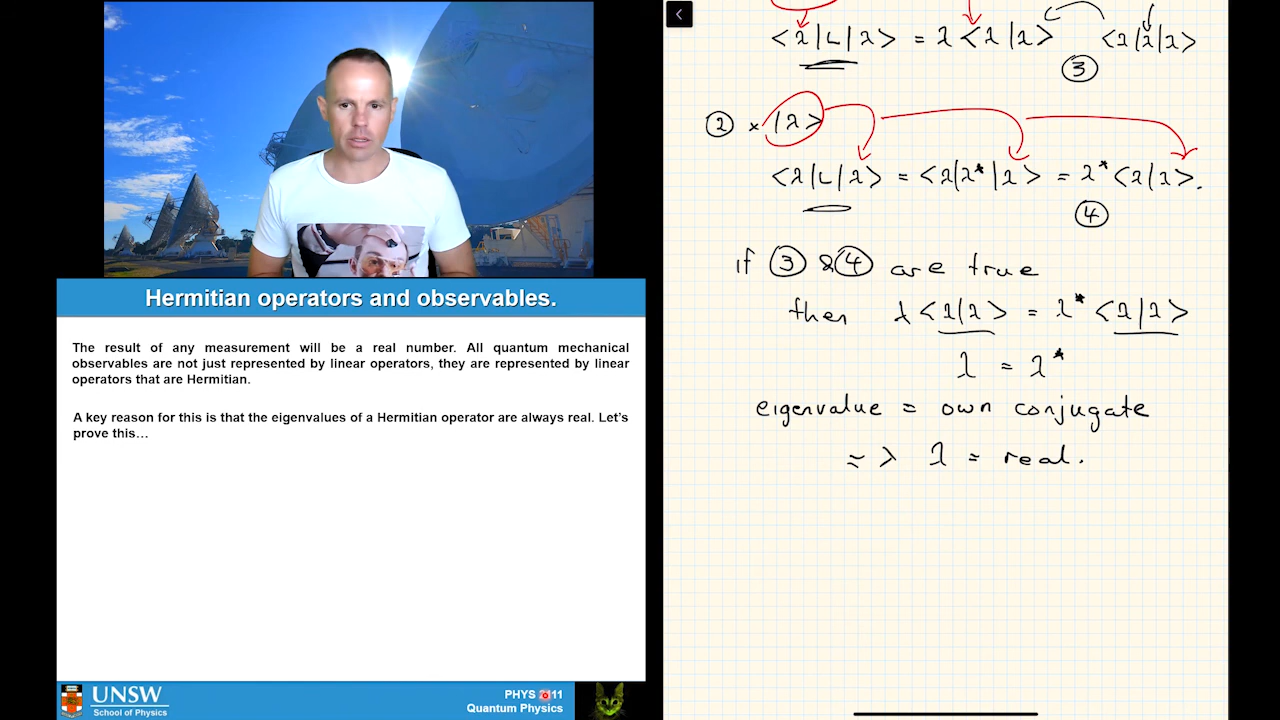 Hermitian operators and observables.
The result of any measurement will be a real number. All quantum mechanical
observables are not just represented by linear operators, they are represented by linear
operators that are Hermitian.
A key reason for this is that the eigenvalues of a Hermitian operator are always real. Let's
prove this…
UNSW
School of Physics
Quantum Physics
<λ|L|λ> = λ<λ|λ> <λ|λ|λ>
③
② × |λ>
<λ|L|λ> = <λ|λ*|λ> = λ*<λ|λ>.
④
if ③ & ④ are true
then λ<λ|λ> = λ*<λ|λ>
λ = λ*
eigenvalue = own conjugate
=> λ = real.